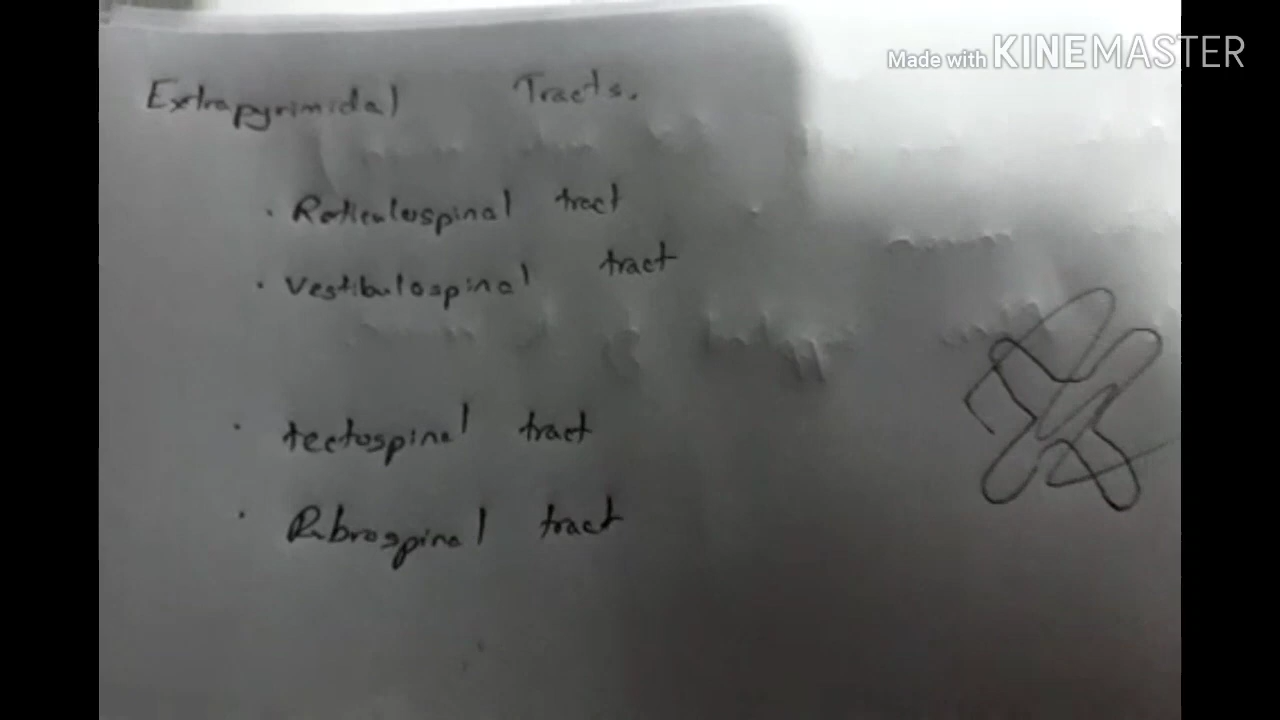 Made with KINEMASTER
Extrapyrimidal Tracts.
· Reticulospinal tract
· Vestibulospinal tract
· tectospinal tract
· Rubrospinal tract